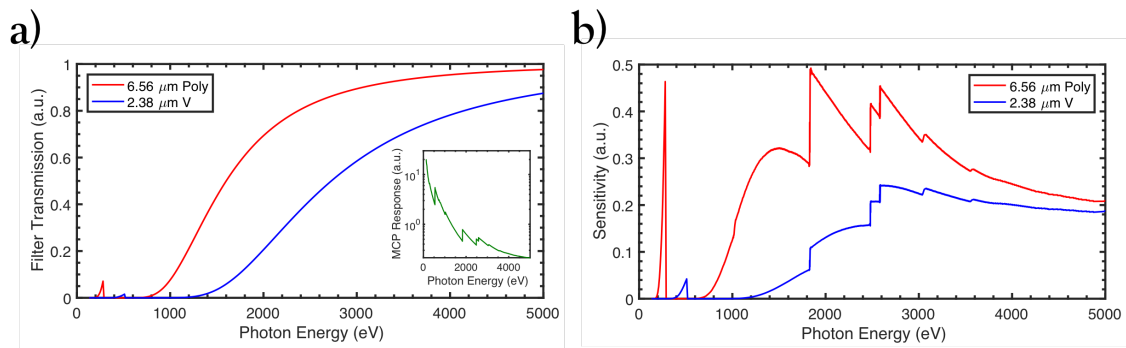 a)
Filter Transmission (a.u.)
1
0.8
0.6
0.4
0.2
0
6.56 μm Poly
2.38 μm V
MCP Response (a.u.)
10¹
10⁰
0 2000 4000
Photon Energy (eV)
0 1000 2000 3000 4000 5000
Photon Energy (eV)
b)
Sensitivity (a.u.)
0.5
0.4
0.3
0.2
0.1
0.0
6.56 μm Poly
2.38 μm V
0 1000 2000 3000 4000 5000
Photon Energy (eV)